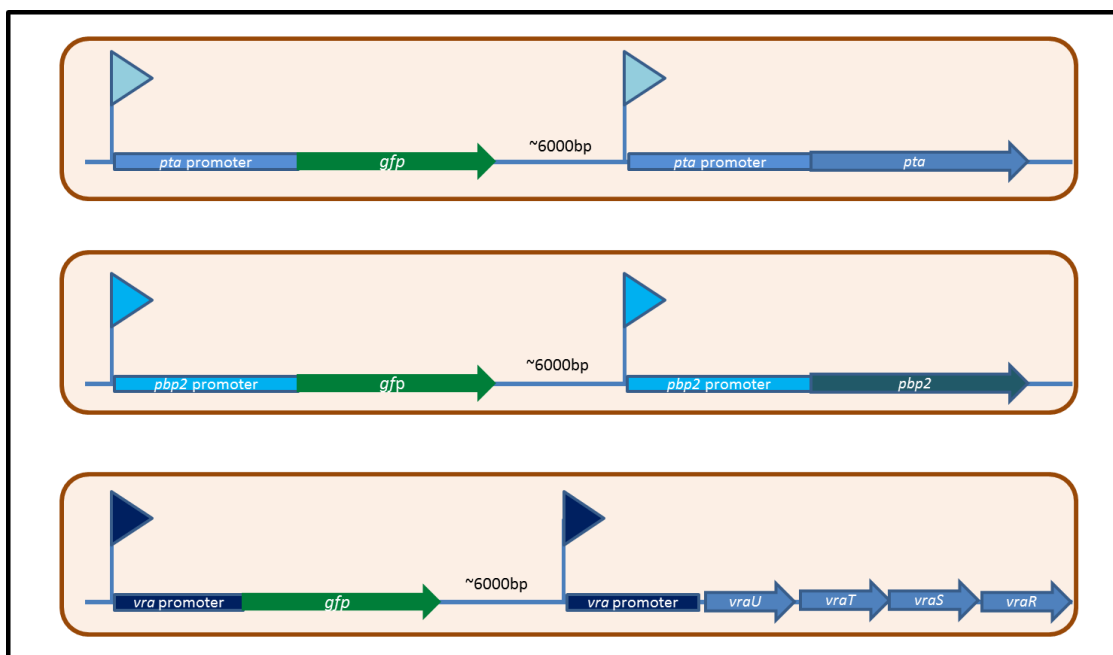 ~6000bp
pta promoter gfp pta promoter pta
~6000bp
pbp2 promoter gfp pbp2 promoter pbp2
~6000bp
vra promoter gfp vra promoter vraU vraT vraS vraR